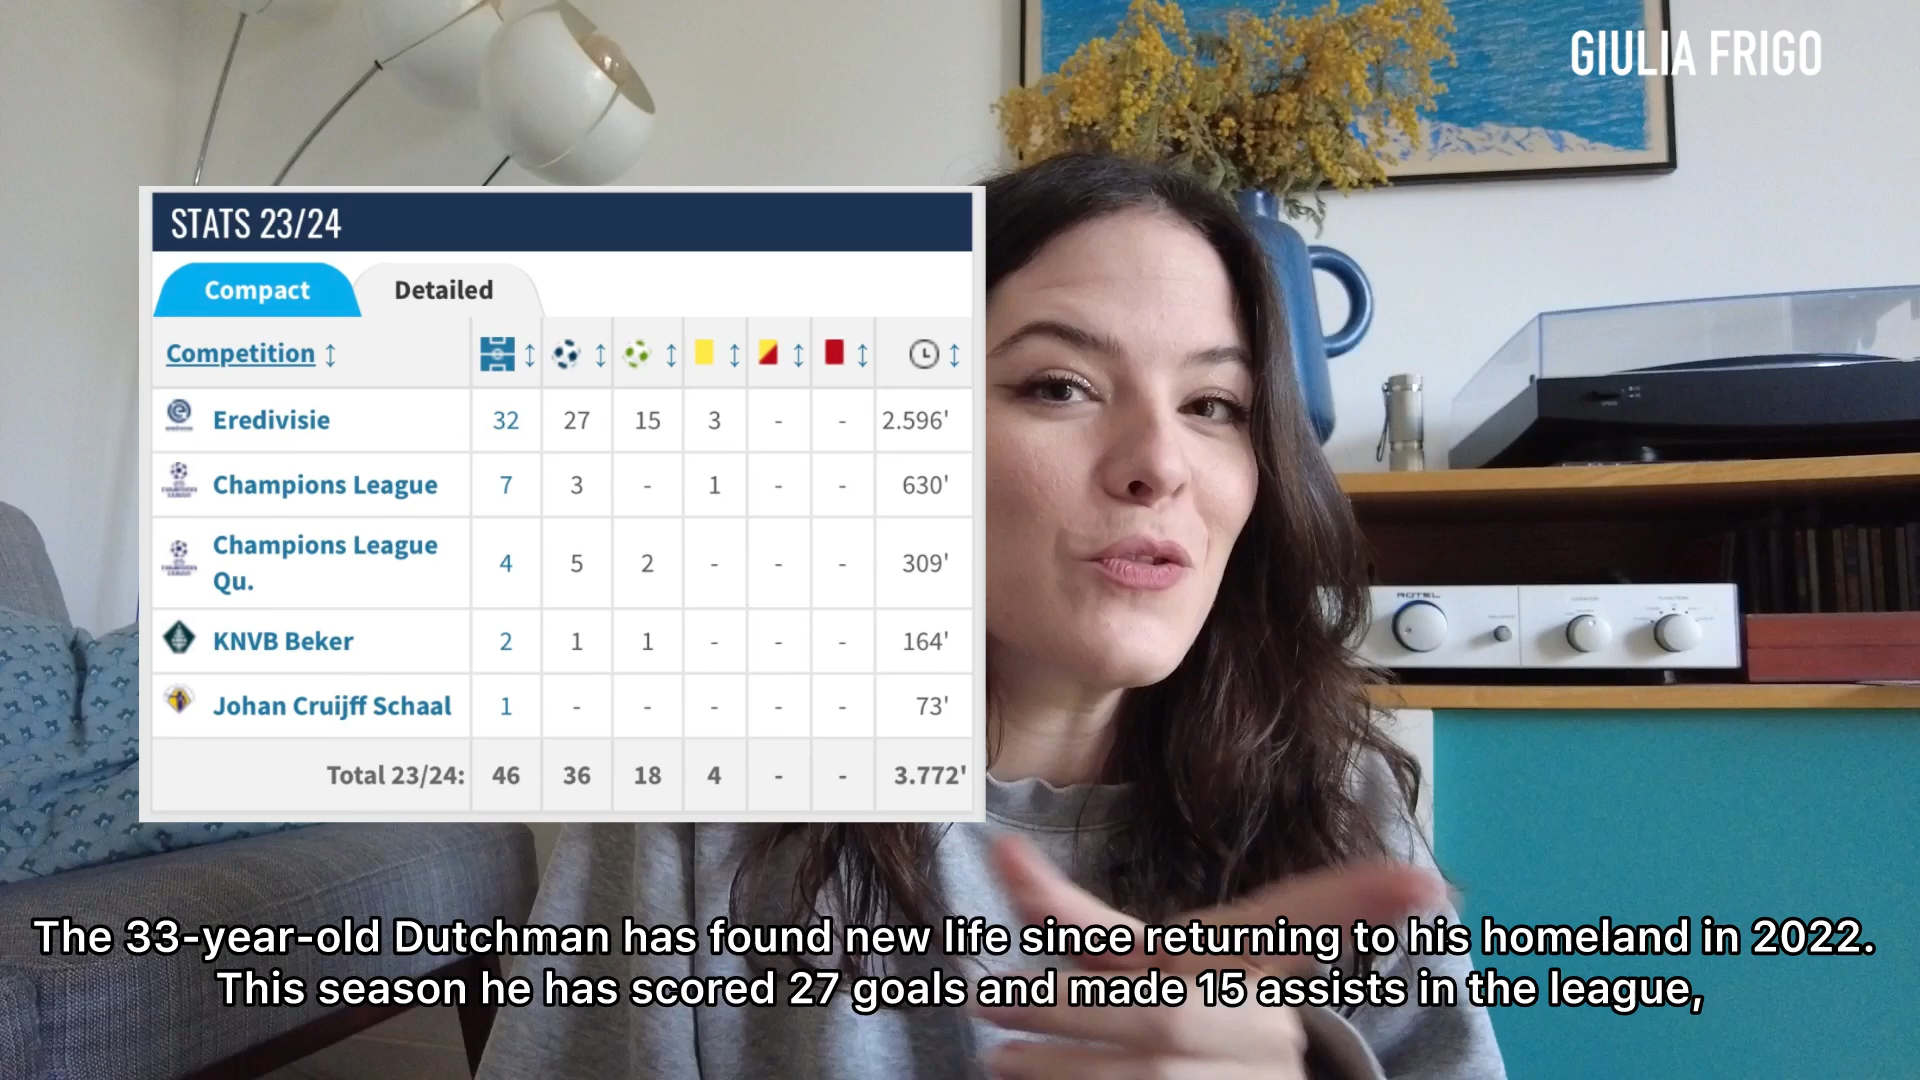 GIULIA FRIGO
STATS 23/24
Compact Detailed
Competition
Eredivisie 32 27 15 3 - - 2.596'
Champions League 7 3 - 1 - - 630'
Champions League
Qu. 4 5 2 - - - 309'
KNVB Beker 2 1 1 - - - 164'
Johan Cruijff Schaal 1 - - - - - 73'
Total 23/24: 46 36 18 4 - - 3.772'
ROTEL
The 33-year-old Dutchman has found new life since returning to his homeland in 2022.
This season he has scored 27 goals and made 15 assists in the league,